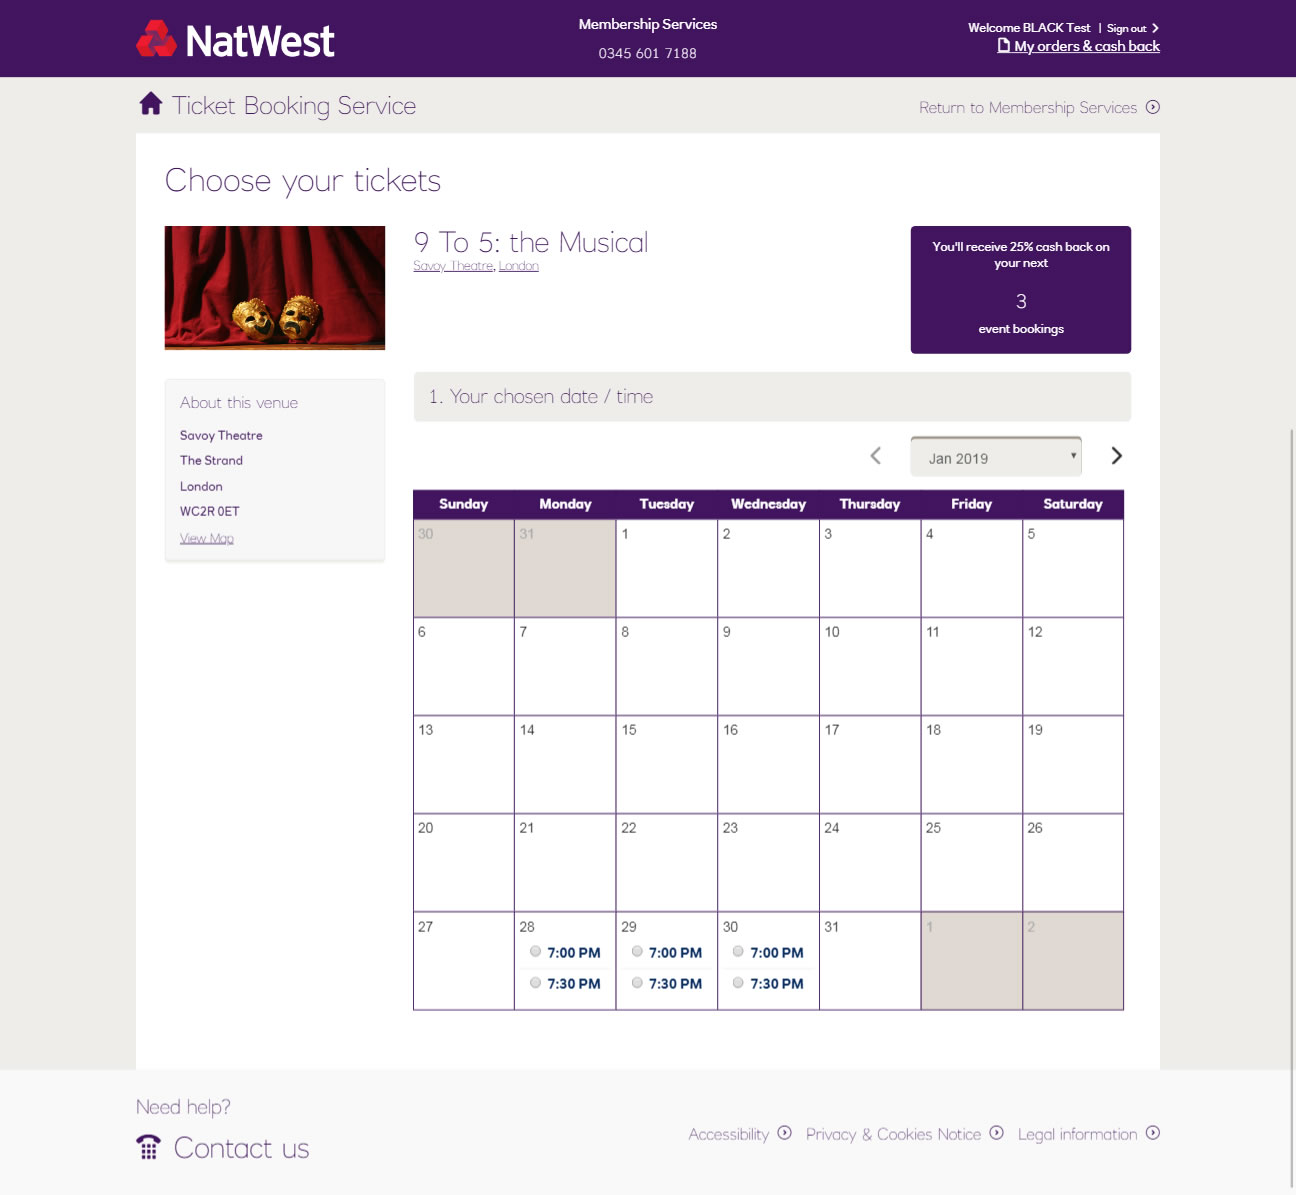 NatWest
Membership Services
0345 601 7188
Welcome BLACK Test | Sign out
My orders & cash back
Ticket Booking Service
Return to Membership Services
Choose your tickets
9 To 5: the Musical
Savoy Theatre, London
You'll receive 25% cash back on
your next
3
event bookings
About this venue
Savoy Theatre
The Strand
London
WC2R 0ET
View Map
1. Your chosen date / time
Jan 2019
Sunday Monday Tuesday Wednesday Thursday Friday Saturday
30 31 1 2 3 4 5
6 7 8 9 10 11 12
13 14 15 16 17 18 19
20 21 22 23 24 25 26
27 28 29 30 31 1 2
7:00 PM 7:00 PM 7:00 PM
7:30 PM 7:30 PM 7:30 PM
Need help?
Contact us
Accessibility Privacy & Cookies Notice Legal information